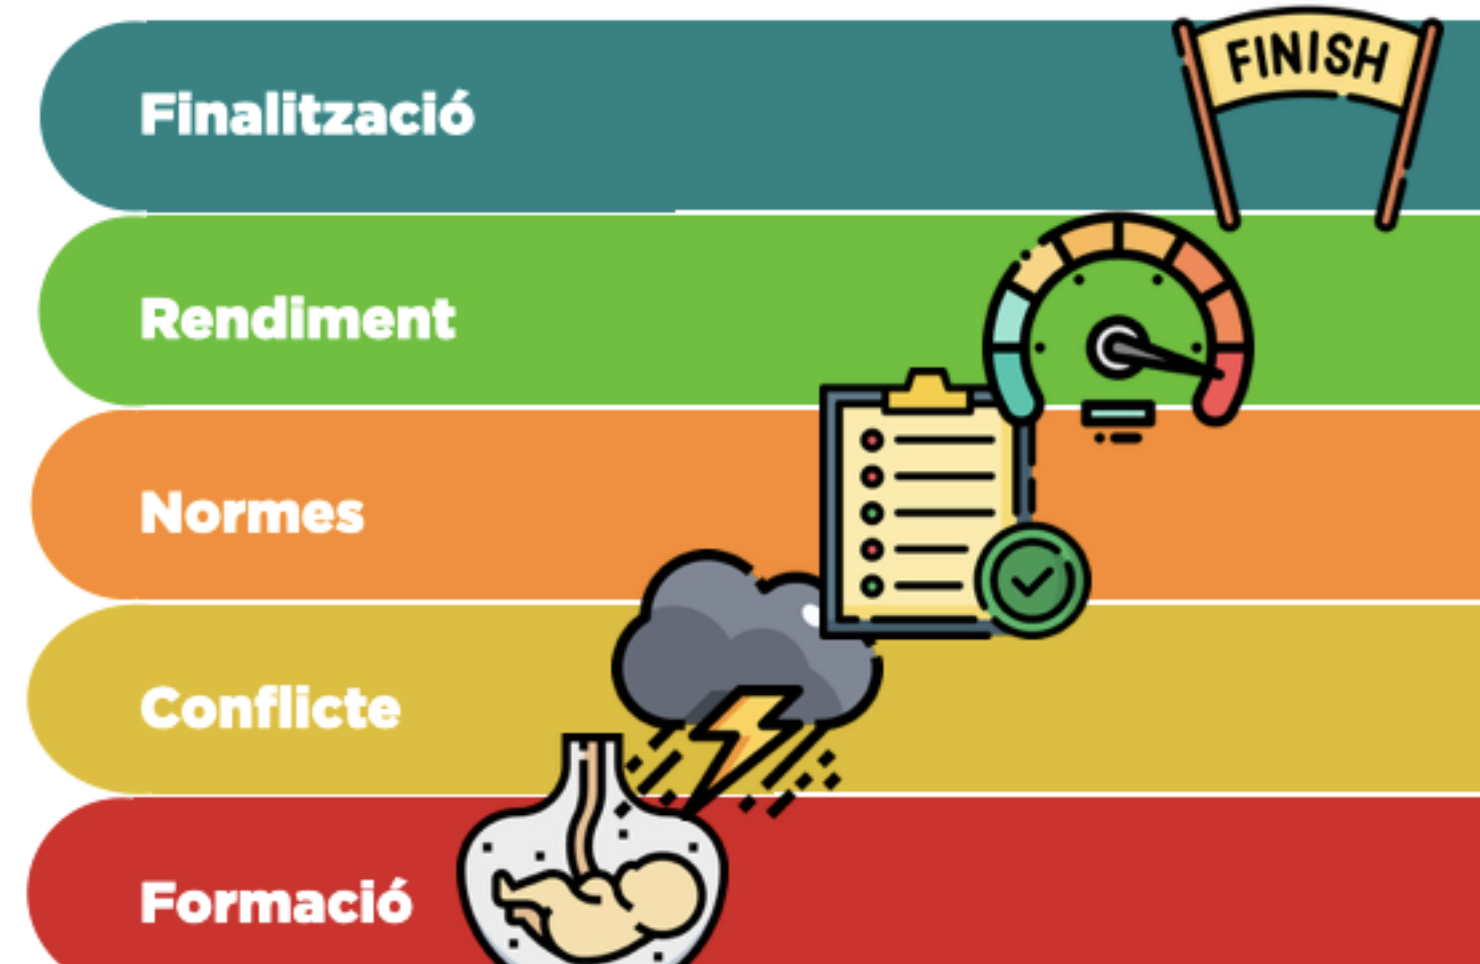 FINISH
Finalització
Rendiment
Normes
Conflicte
Formació